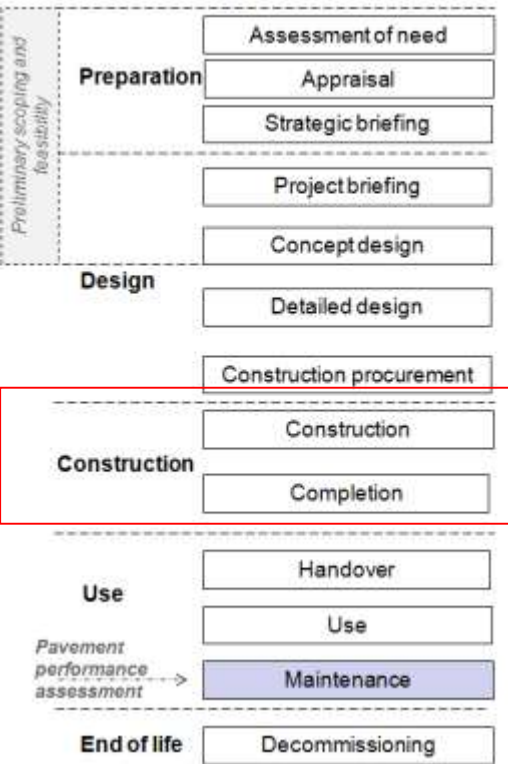 Preliminary scoping and
feasibility
Preparation
Assessment of need
Appraisal
Strategic briefing
Project briefing
Concept design
Design
Detailed design
Construction procurement
Construction
Construction
Completion
Handover
Use
Use
Pavement
performance
assessment
Maintenance
End of life
Decommissioning